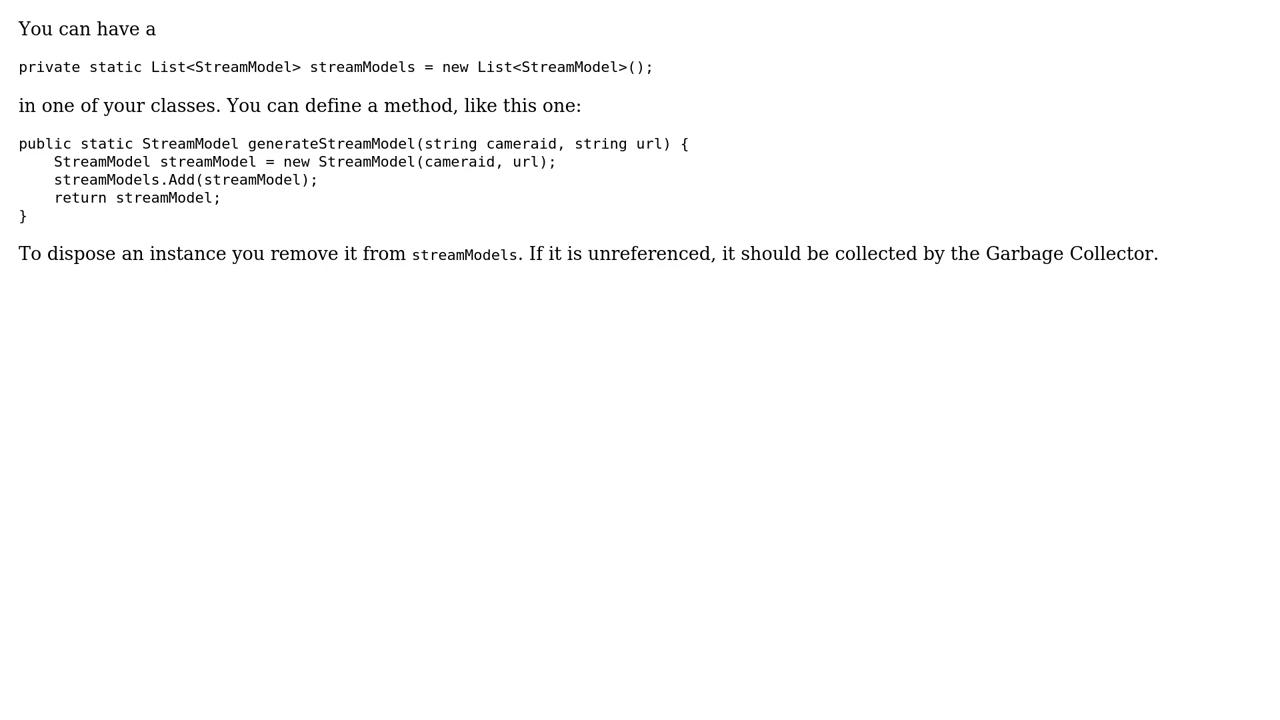 You can have a
private static List<StreamModel> streamModels = new List<StreamModel>();
in one of your classes. You can define a method, like this one:
public static StreamModel generateStreamModel(string cameraid, string url) {
    StreamModel streamModel = new StreamModel(cameraid, url);
    streamModels.Add(streamModel);
    return streamModel;
}
To dispose an instance you remove it from streamModels. If it is unreferenced, it should be collected by the Garbage Collector.